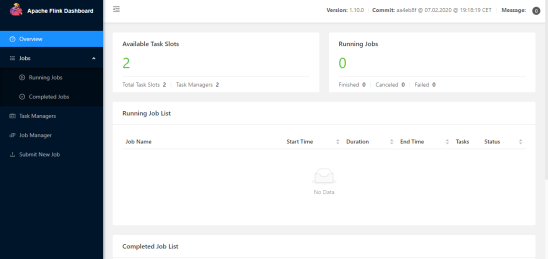 Apache Flink Dashboard
Version: 1.10.0 Commit: aa4eb8f @ 07.02.2020 @ 19:18:19 CET Message: 0
Overview
Jobs
Running Jobs
Completed Jobs
Task Managers
Job Manager
Submit New Job
Available Task Slots
2
Total Task Slots 2 Task Managers 2
Running Jobs
0
Finished 0 Canceled 0 Failed 0
Running Job List
Job Name Start Time Duration End Time Tasks Status
No Data
Completed Job List